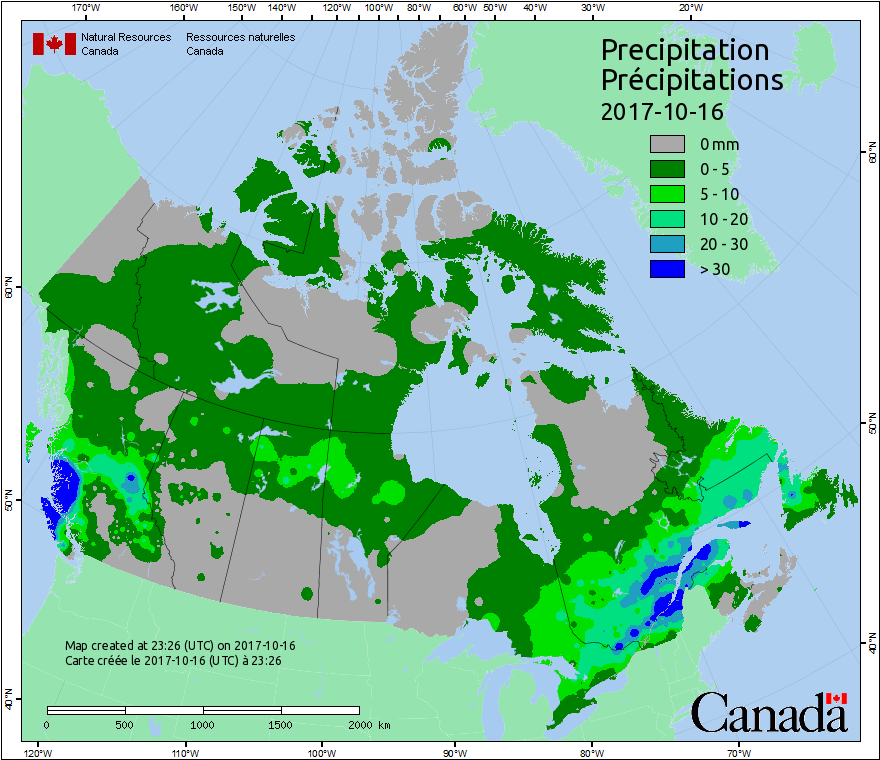 170°W 160°W 150°W 140°W 130°W 120°W 110°W 100°W 90°W 80°W 60°W 50°W 40°W 30°W 20°W
Natural Resources Ressources naturelles
Canada Canada
Precipitation
Précipitations
2017-10-16
0 mm
0 - 5
5 - 10
10 - 20
20 - 30
> 30
60°N
60°N
50°N
50°N
40°N
40°N
Map created at 23:26 (UTC) on 2017-10-16
Carte créée le 2017-10-16 (UTC) à 23:26
0 500 1000 1500 2000 km
Canada
120°W 110°W 100°W 90°W 80°W 70°W